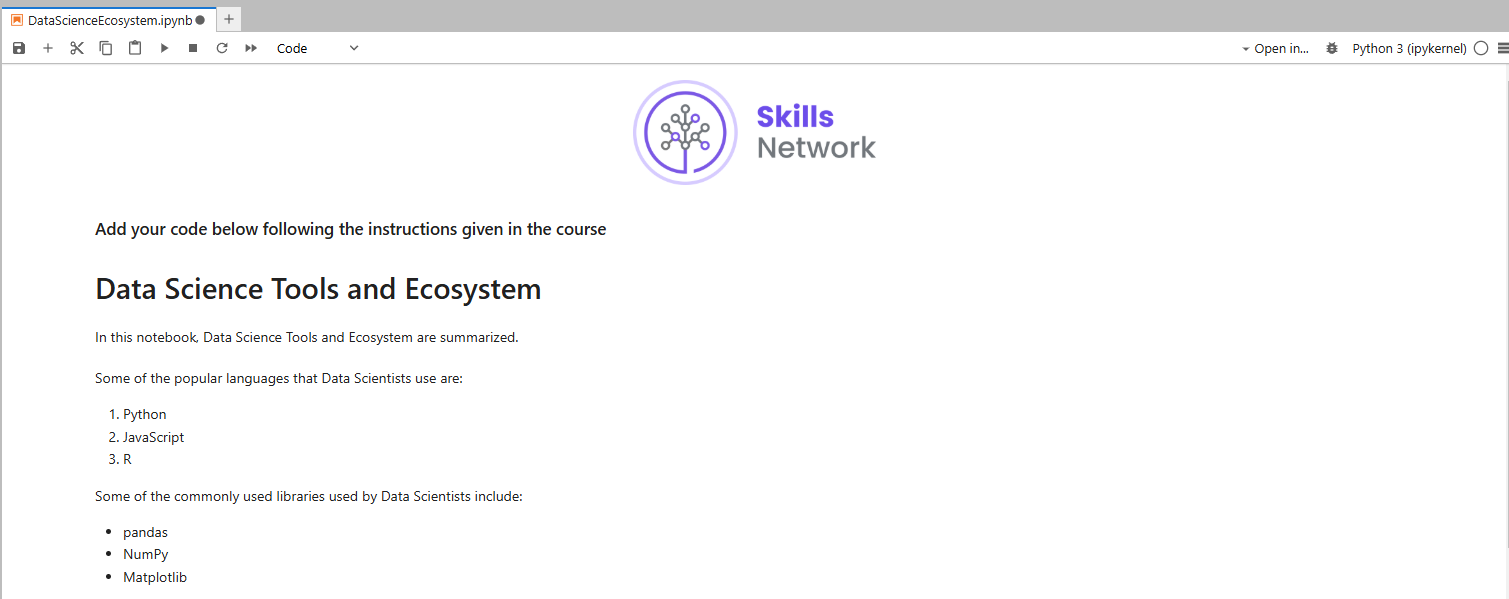 DataScienceEcosystem.ipynb
Code
Open in...
Python 3 (ipykernel)
Skills
Network
Add your code below following the instructions given in the course
Data Science Tools and Ecosystem
In this notebook, Data Science Tools and Ecosystem are summarized.
Some of the popular languages that Data Scientists use are:
1. Python
2. JavaScript
3. R
Some of the commonly used libraries used by Data Scientists include:
• pandas
• NumPy
• Matplotlib